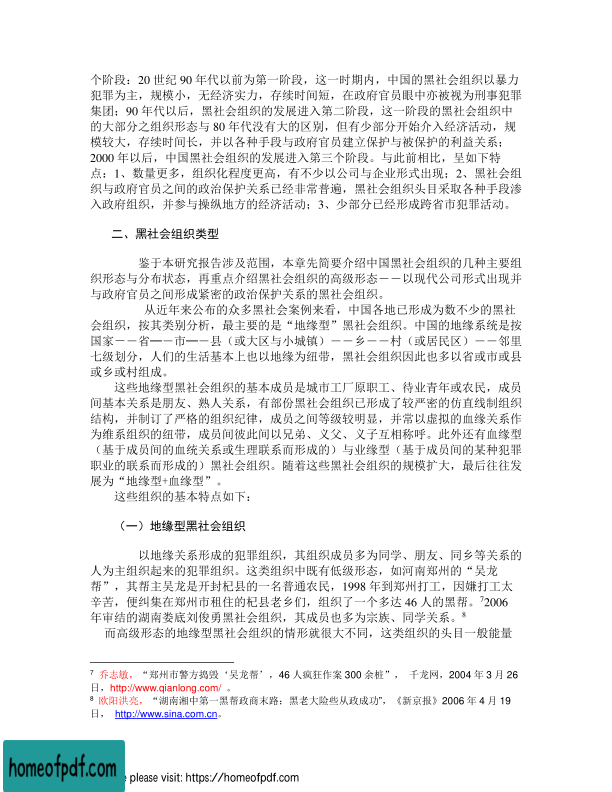 个阶段：20 世纪 90 年代以前为第一阶段，这一时期内，中国的黑社会组织以暴力
犯罪为主，规模小，无经济实力，存续时间短，在政府官员眼中亦被视为刑事犯罪
集团；90 年代以后，黑社会组织的发展进入第二阶段，这一阶段的黑社会组织中
的大部分之组织形态与 80 年代没有大的区别，但有少部分开始介入经济活动，规
模较大，存续时间长，并以各种手段与政府官员建立保护与被保护的利益关系；
2000 年以后，中国黑社会组织的发展进入第三个阶段。与此前相比，呈如下特
点：1、数量更多，组织化程度更高，有不少以公司与企业形式出现；2、黑社会组
织与政府官员之间的政治保护关系已经非常普遍，黑社会组织头目采取各种手段渗
入政府组织，并参与操纵地方的经济活动；3、少部分已经形成跨省市犯罪活动。
二、黑社会组织类型
鉴于本研究报告涉及范围，本章先简要介绍中国黑社会组织的几种主要组
织形态与分布状态，再重点介绍黑社会组织的高级形态－－以现代公司形式出现并
与政府官员之间形成紧密的政治保护关系的黑社会组织。
从近年来公布的众多黑社会案例来看，中国各地已形成为数不少的黑社
会组织，按其类别分析，最主要的是“地缘型”黑社会组织。中国的地缘系统是按
国家－－省—－市—－县（或大区与小城镇）－－乡－－村（或居民区）－－邻里
七级划分，人们的生活基本上也以地缘为纽带，黑社会组织因此也多以省或市或县
或乡或村组成。
这些地缘型黑社会组织的基本成员是城市工厂原职工、待业青年或农民，成员
间基本关系是朋友、熟人关系，有部份黑社会组织已形成了较严密的仿直线制组织
结构，并制订了严格的组织纪律，成员之间等级较明显，并常以虚拟的血缘关系作
为维系组织的纽带，成员间彼此间以兄弟、义父、义子互相称呼。此外还有血缘型
（基于成员间的血统关系或生理联系而形成的）与业缘型（基于成员间的某种犯罪
职业的联系而形成的）黑社会组织。随着这些黑社会组织的规模扩大，最后往往发
展为“地缘型+血缘型”。
这些组织的基本特点如下：
（一）地缘型黑社会组织
以地缘关系形成的犯罪组织，其组织成员多为同学、朋友、同乡等关系的
人为主组织起来的犯罪组织。这类组织中既有低级形态，如河南郑州的“吴龙
帮”，其帮主吴龙是开封杞县的一名普通农民，1998 年到郑州打工，因嫌打工太
辛苦，便纠集在郑州市租住的杞县老乡们，组织了一个多达 46 人的黑帮。7 2006
年审结的湖南娄底刘俊勇黑社会组织，其成员也多为宗族、同学关系。8
而高级形态的地缘型黑社会组织的情形就很大不同，这类组织的头目一般能量
7 乔志敏，“郑州市警方捣毁‘吴龙帮’，46 人疯狂作案 300 余桩”， 千龙网，2004 年 3 月 26
日，http://www.qianlong.com/ 。
8 欧阳洪亮，“湖南湘中第一黑帮政商末路：黑老大险些从政成功”，《新京报》2006 年 4 月 19
日， http://www.sina.com.cn。
homeofpdf.com
e please visit: https://homeofpdf.com